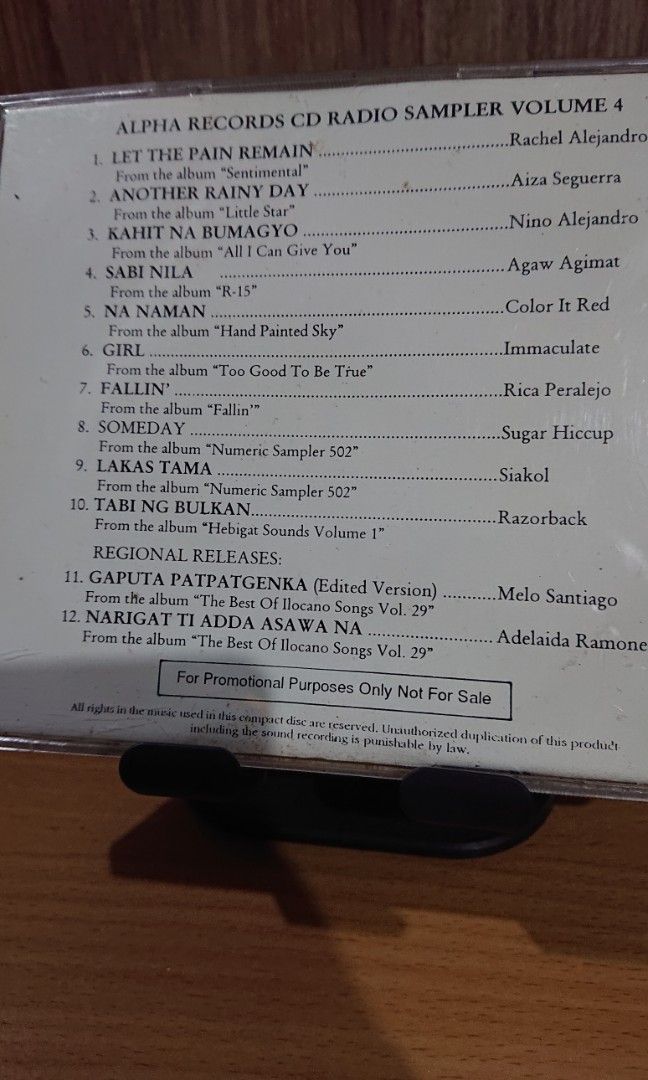 ALPHA RECORDS CD RADIO SAMPLER VOLUME 4
1. LET THE PAIN REMAIN ........................................Rachel Alejandro
From the album "Sentimental"
2. ANOTHER RAINY DAY ........................................Aiza Seguerra
From the album "Little Star"
3. KAHIT NA BUMAGYO ........................................Nino Alejandro
From the album "All I Can Give You"
4. SABI NILA ........................................Agaw Agimat
From the album "R-15"
5. NA NAMAN ........................................Color It Red
From the album "Hand Painted Sky"
6. GIRL ........................................Immaculate
From the album "Too Good To Be True"
7. FALLIN' ........................................Rica Peralejo
From the album "Fallin'"
8. SOMEDAY ........................................Sugar Hiccup
From the album "Numeric Sampler 502"
9. LAKAS TAMA ........................................Siakol
From the album "Numeric Sampler 502"
10. TABI NG BULKAN........................................Razorback
From the album "Hebigat Sounds Volume 1"
REGIONAL RELEASES:
11. GAPUTA PATPATGENKA (Edited Version) ..........Melo Santiago
From the album "The Best Of Ilocano Songs Vol. 29"
12. NARIGAT TI ADDA ASAWA NA ....................... Adelaida Ramone
From the album "The Best Of Ilocano Songs Vol. 29"
For Promotional Purposes Only Not For Sale
All rights in the music used in this compact disc are reserved. Unauthorized duplication of this product
including the sound recording is punishable by law.